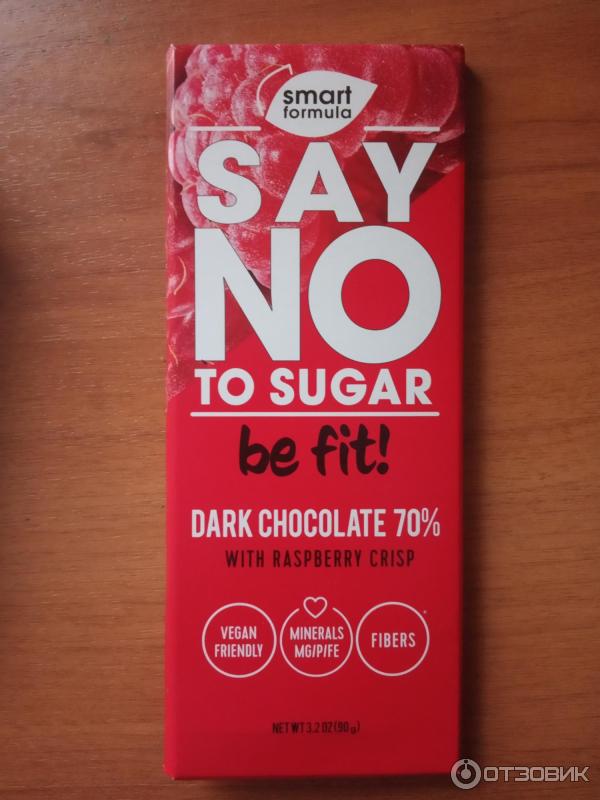 smart
formula
SAY
NO
TO SUGAR
be fit!
DARK CHOCOLATE 70%
WITH RASPBERRY CRISP
VEGAN
FRIENDLY
MINERALS
MG/P/FE
FIBERS*
NET WT 3.2 OZ (90 g)
ОТЗОВИК